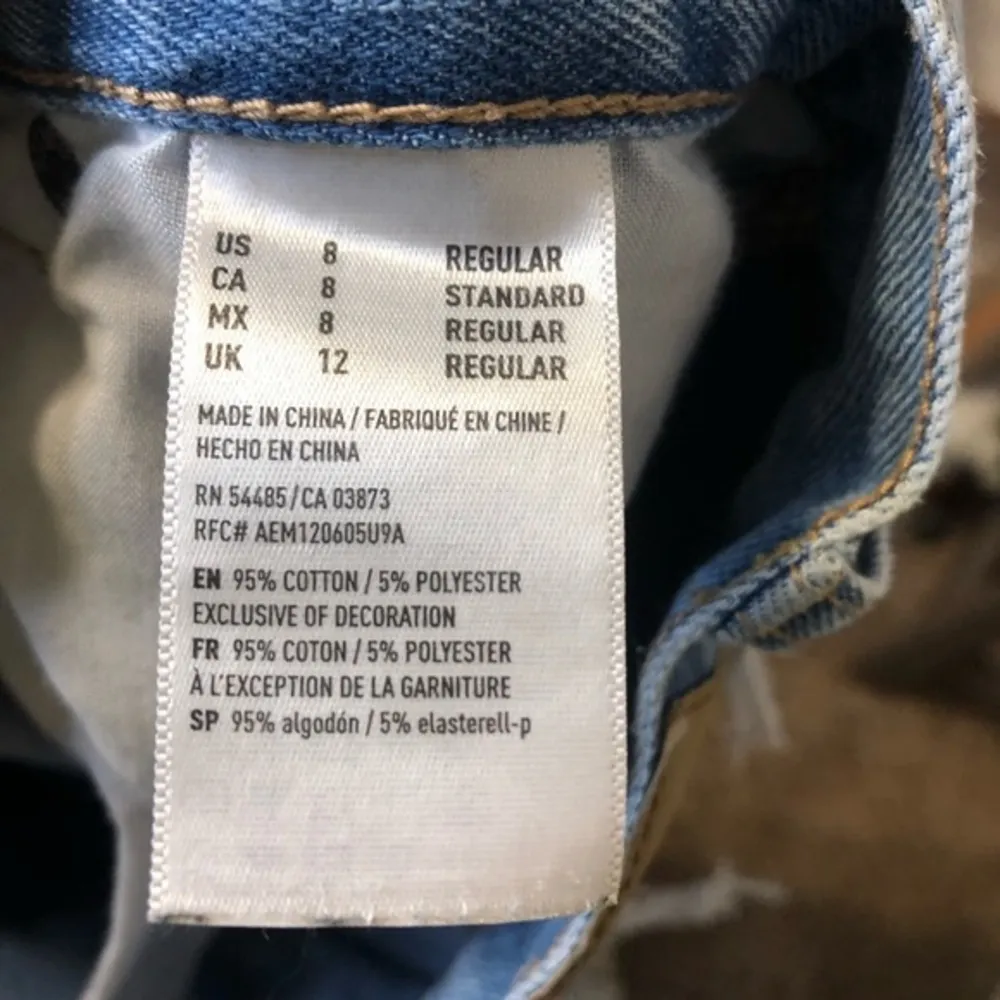 US 8 REGULAR
CA 8 STANDARD
MX 8 REGULAR
UK 12 REGULAR
MADE IN CHINA / FABRIQUÉ EN CHINE /
HECHO EN CHINA
RN 54485 / CA 03873
RFC# AEM120605U9A
EN 95% COTTON / 5% POLYESTER
EXCLUSIVE OF DECORATION
FR 95% COTON / 5% POLYESTER
À L'EXCEPTION DE LA GARNITURE
SP 95% algodón / 5% elasterell-p